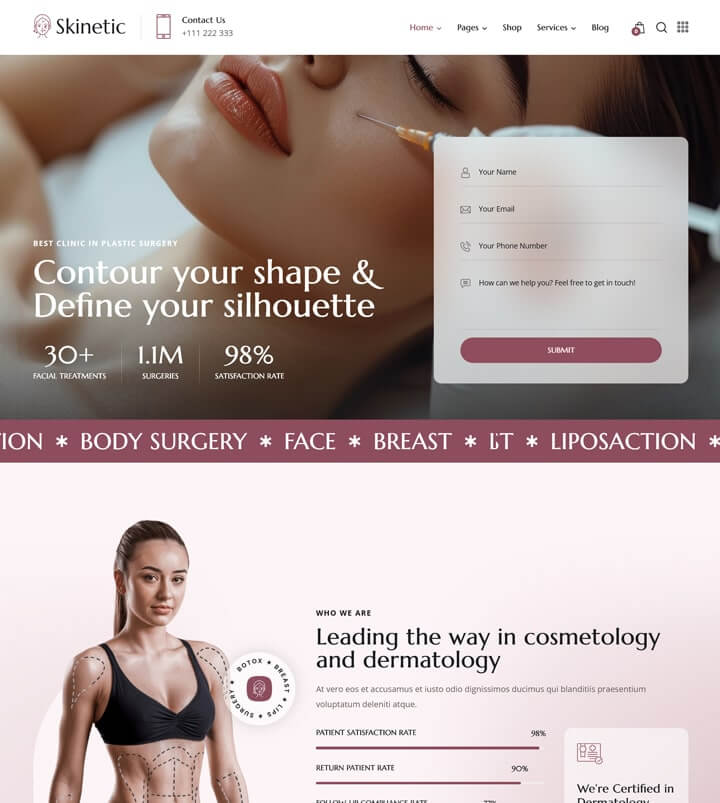 Skinetic
Contact Us
+111 222 333
Home
Pages
Shop
Services
Blog
0
Your Name
Your Email
Your Phone Number
How can we help you? Feel free to get in touch!
SUBMIT
BEST CLINIC IN PLASTIC SURGERY
Contour your shape &
Define your silhouette
30+
1.1M
98%
FACIAL TREATMENTS
SURGERIES
SATISFACTION RATE
ION * BODY SURGERY * FACE * BREAST * * LIPOSACTION *
BOTOX ★ BREAST ★ LIPS ★ SURGERY ★
WHO WE ARE
Leading the way in cosmetology
and dermatology
At vero eos et accusamus et iusto odio dignissimos ducimus qui blanditiis praesentium
voluptatum deleniti atque.
PATIENT SATISFACTION RATE
98%
RETURN PATIENT RATE
90%
FOLLOW-UP COMPLIANCE RATE
77%
We're Certified in
Dermatology